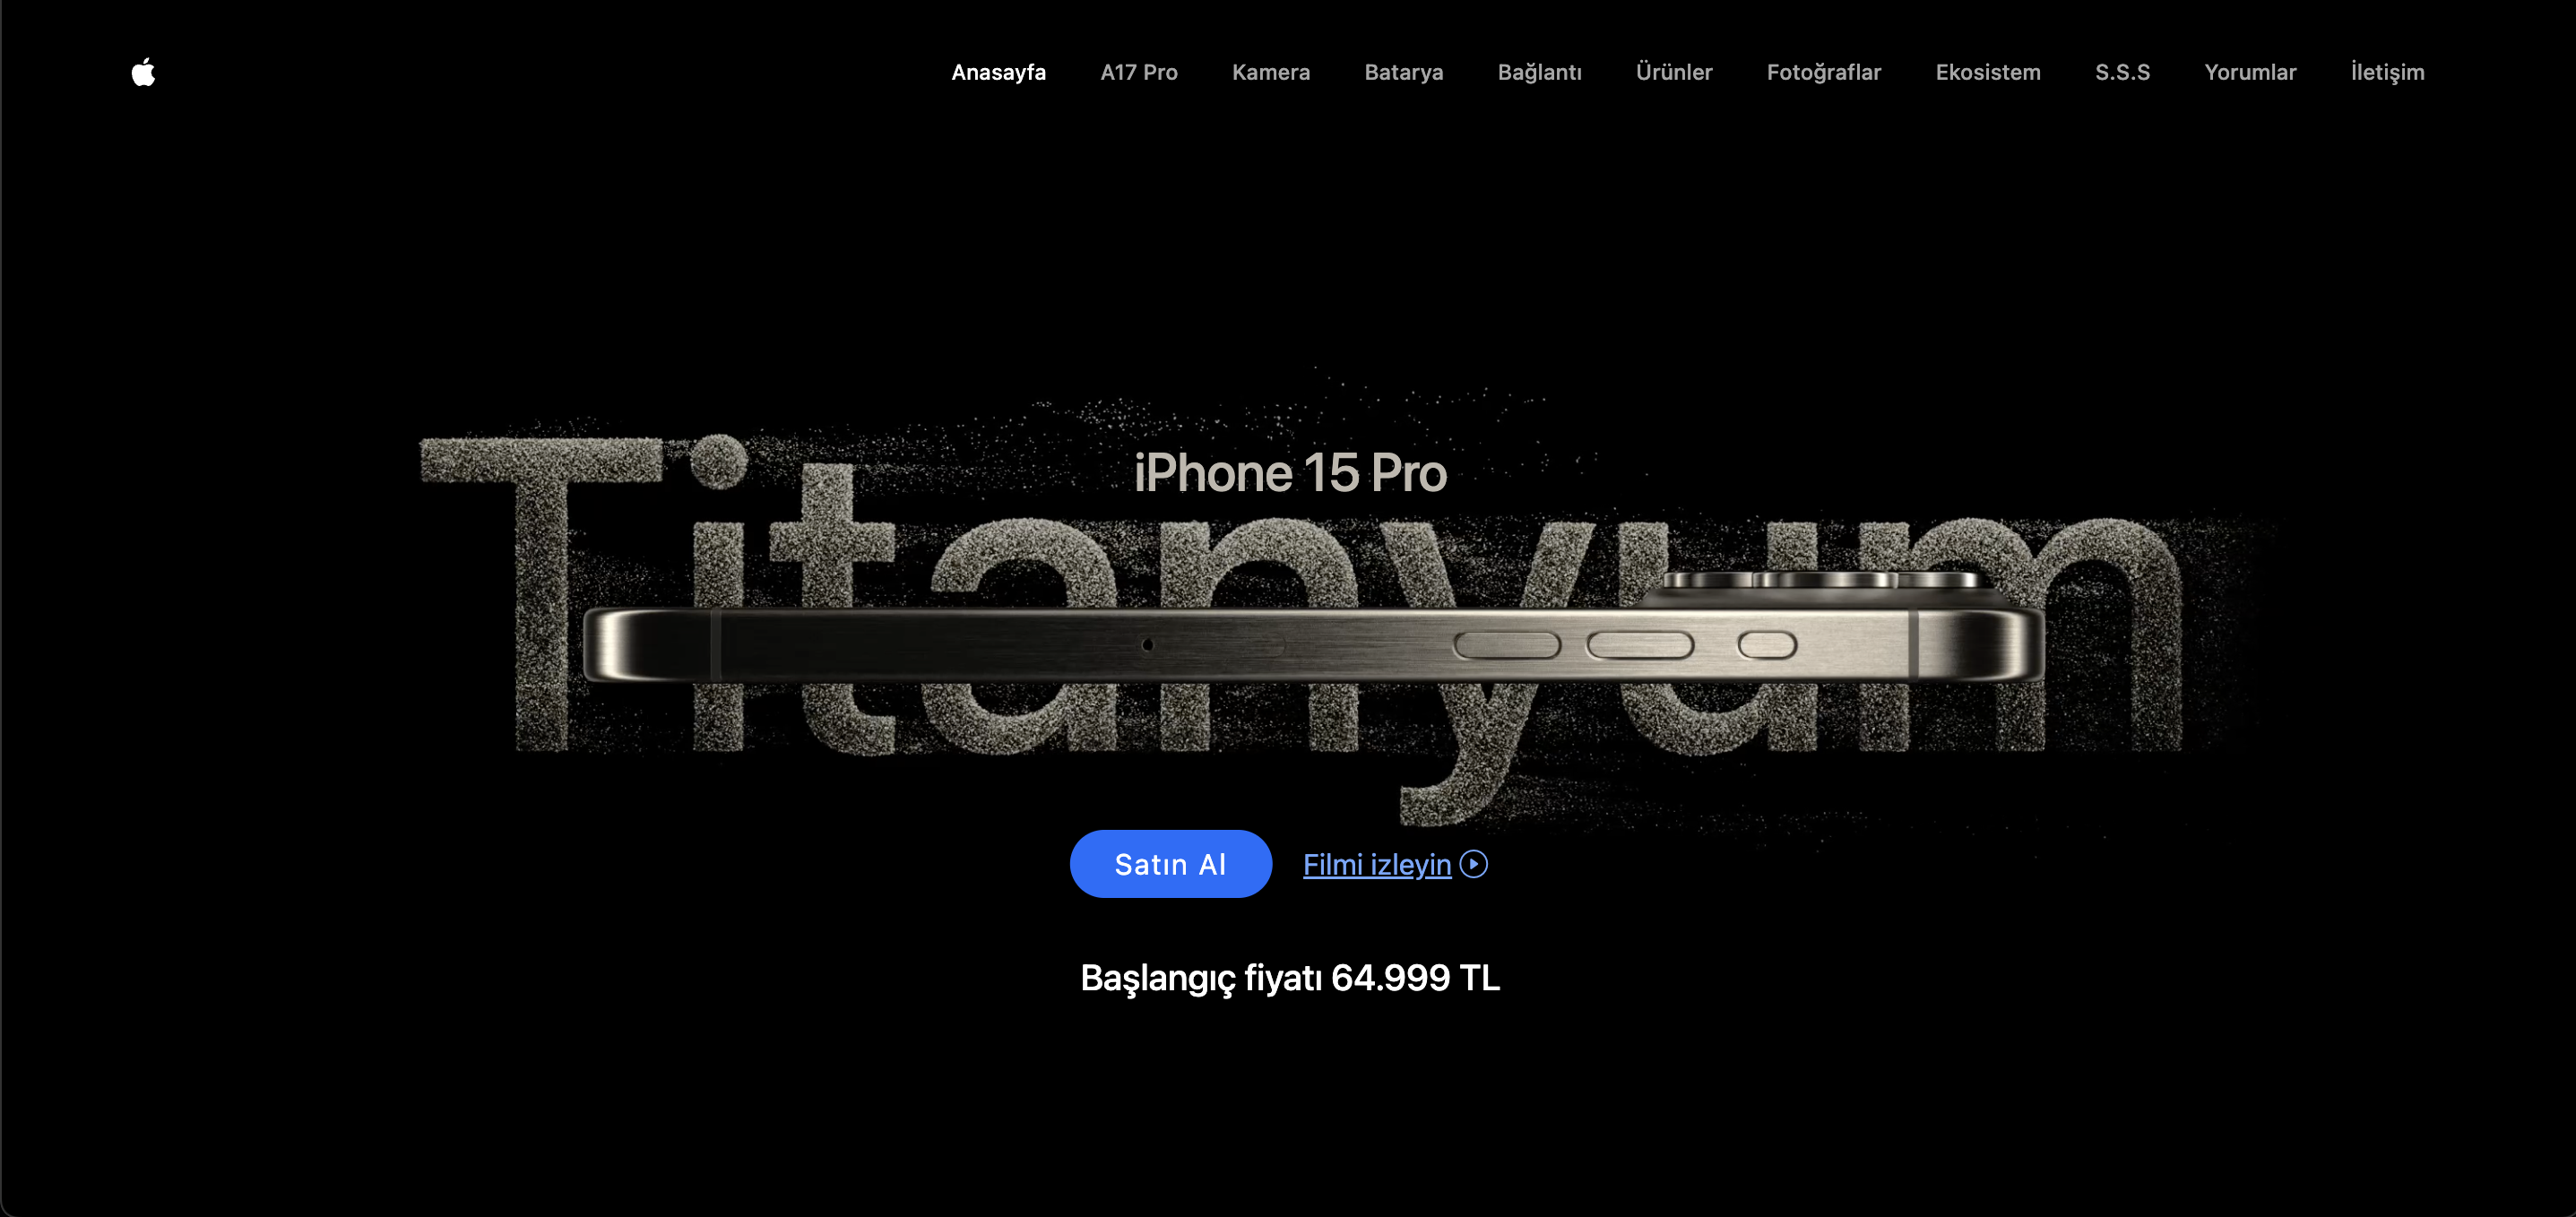 Anasayfa A17 Pro Kamera Batarya Bağlantı Ürünler Fotoğraflar Ekosistem S.S.S Yorumlar İletişim
iPhone 15 Pro
Titanyum
Satın Al Filmi izleyin
Başlangıç fiyatı 64.999 TL